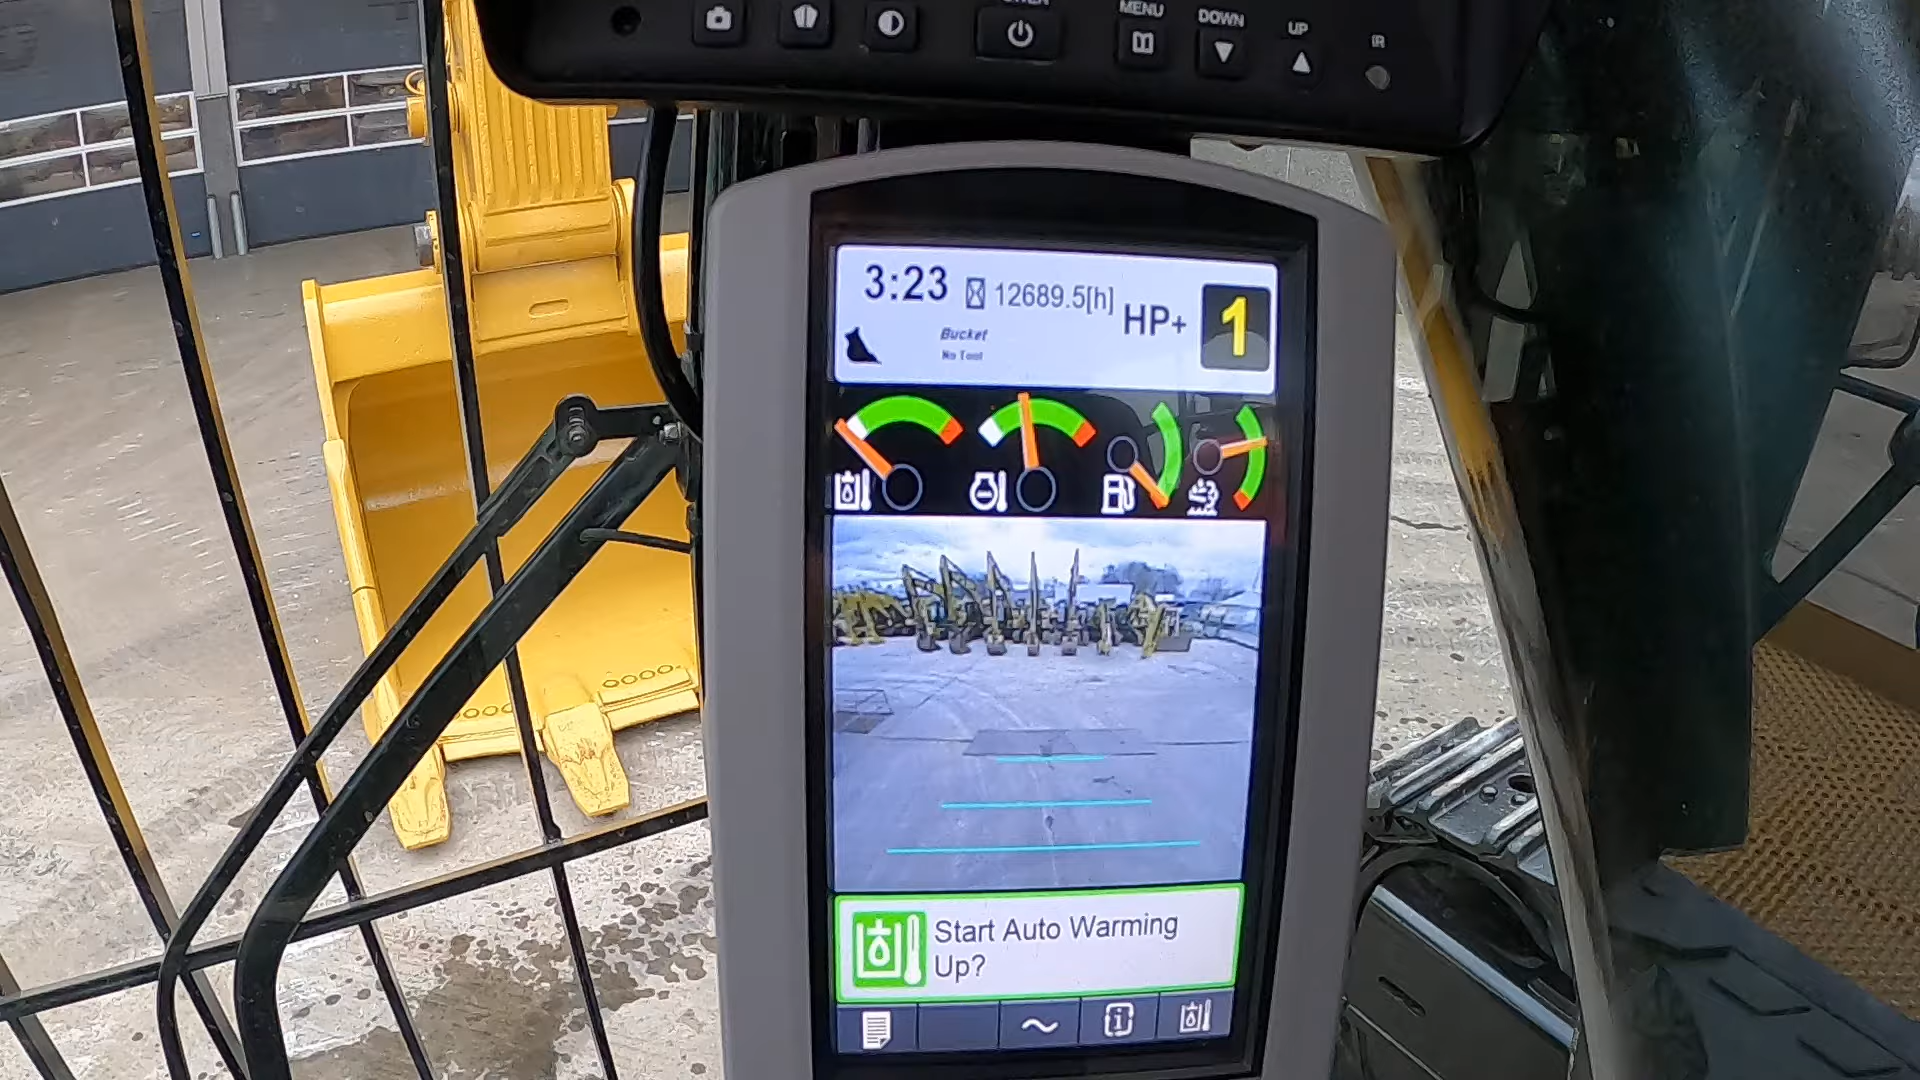 MENU
DOWN
UP
IR
3:23
12689.5[h]
HP+
1
Bucket
No Tool
Start Auto Warming
Up?